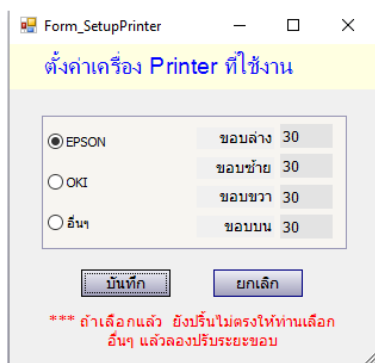 Form_SetupPrinter
ตั้งค่าเครื่อง Printer ที่ใช้งาน
EPSON
ขอบล่าง 30
ขอบซ้าย 30
OKI
ขอบขวา 30
อื่นๆ
ขอบบน 30
บันทึก ยกเลิก
*** ถ้าเลือกแล้ว ยังปริ้นไม่ตรงให้ท่านเลือก
อื่นๆ แล้วลองปรับระยะขอบ